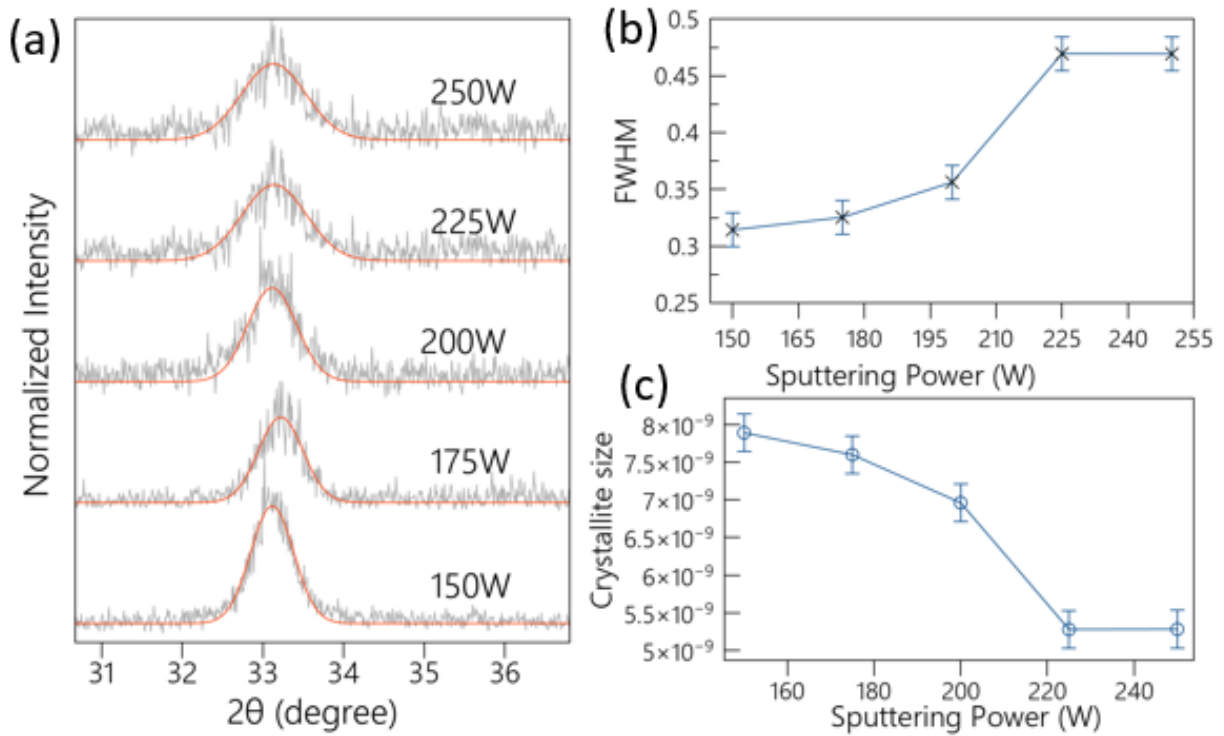 (a)
Normalized Intensity
250W
225W
200W
175W
150W
31 32 33 34 35 36
2θ (degree)
(b)
FWHM
0.5
0.45
0.4
0.35
0.3
0.25
150 165 180 195 210 225 240 255
Sputtering Power (W)
(c)
Crystallite size
8×10⁻⁹
7.5×10⁻⁹
7×10⁻⁹
6.5×10⁻⁹
6×10⁻⁹
5.5×10⁻⁹
5×10⁻⁹
160 180 200 220 240
Sputtering Power (W)